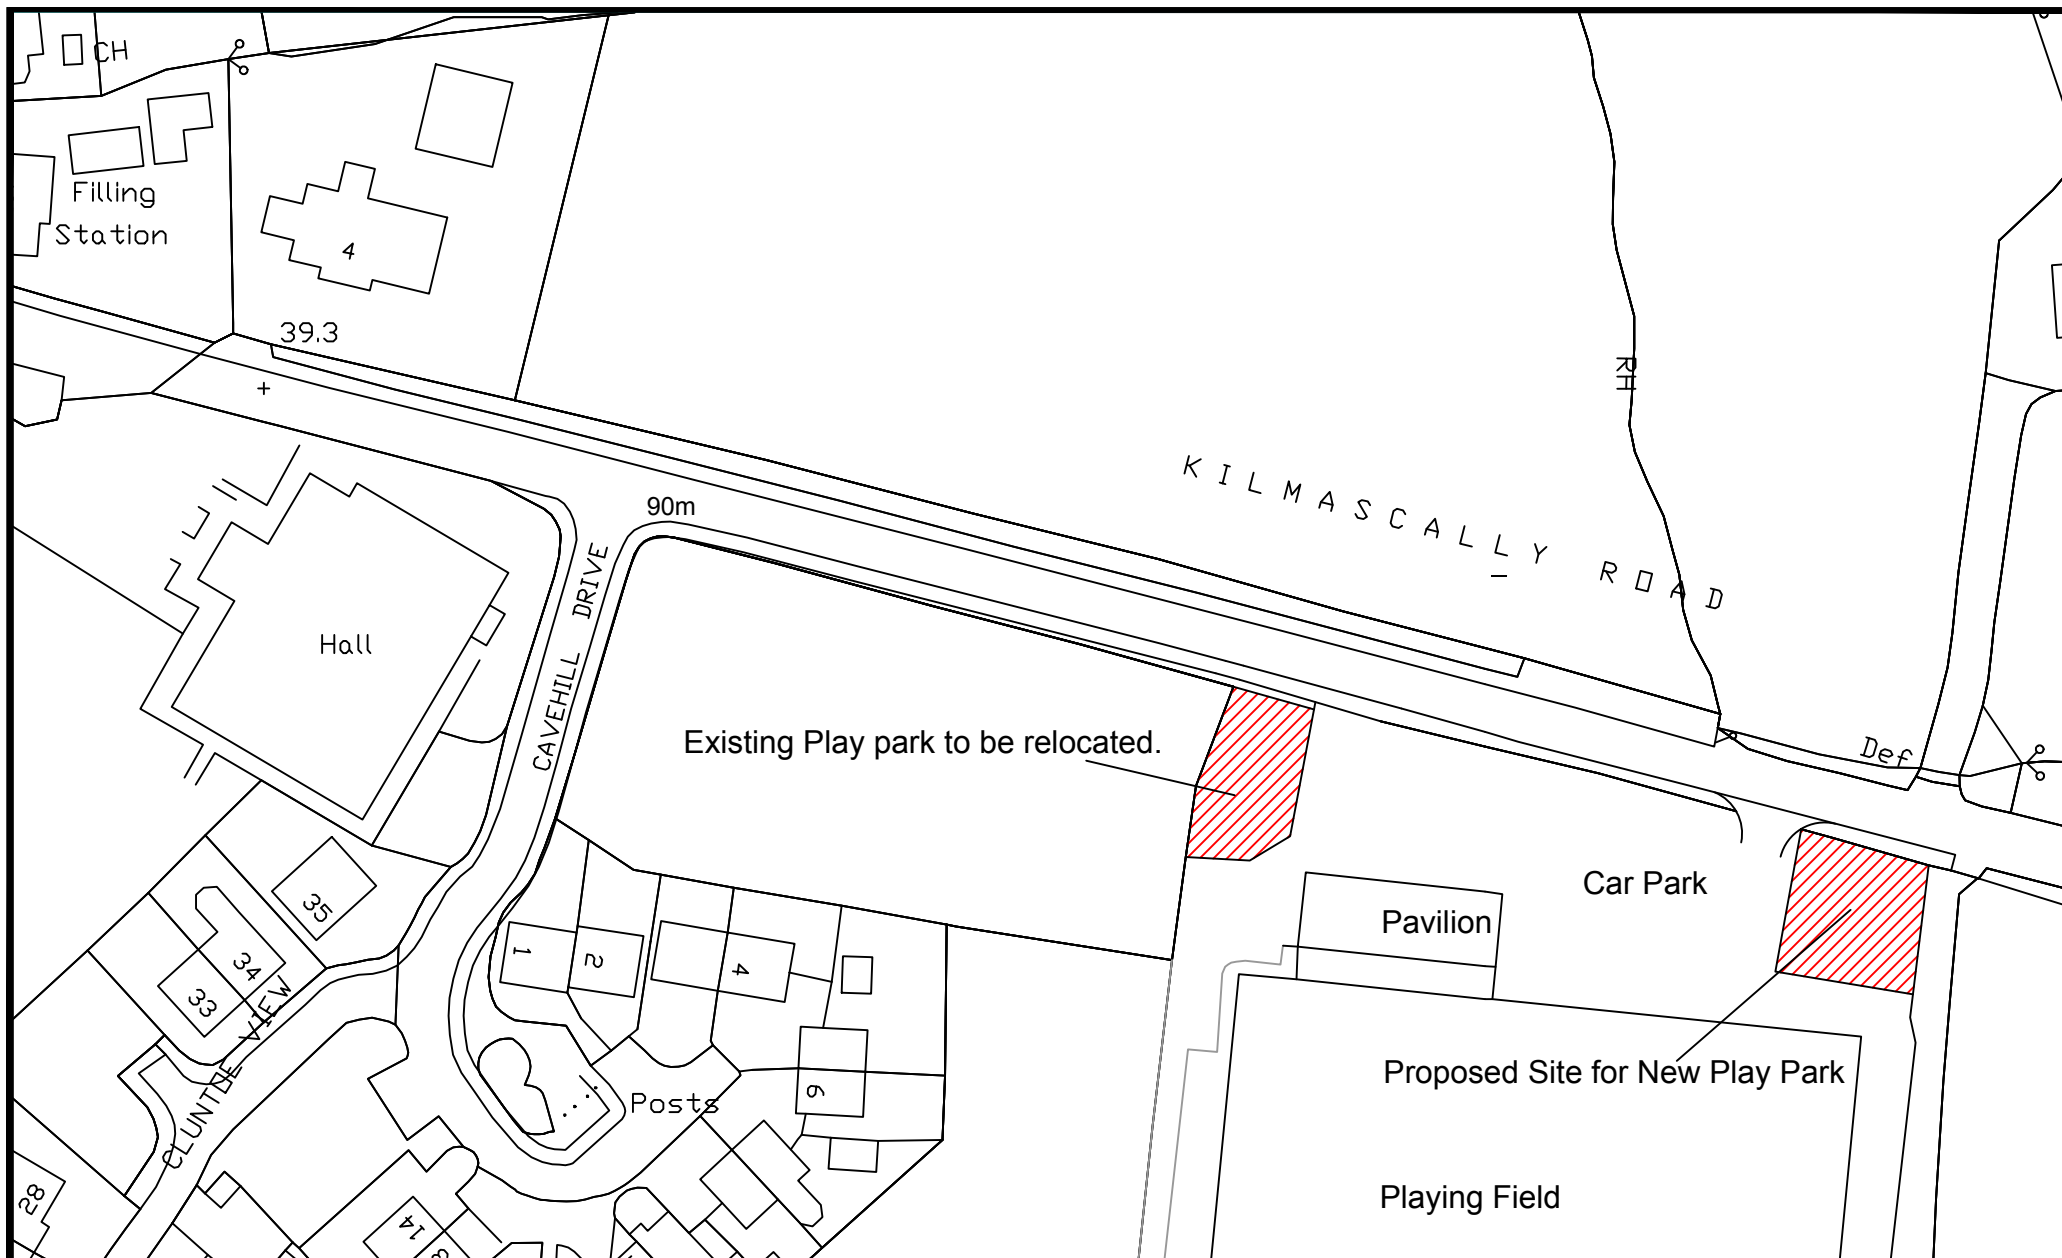 CH
Filling
Station
4
39.3
RH
KILMASCALLY ROAD
90m
CAVEHILL DRIVE
Hall
Existing Play park to be relocated.
Def
Car Park
Pavilion
35
34
33
1
2
4
6
CLUNTOE VIEW
Posts
Proposed Site for New Play Park
Playing Field
28
14